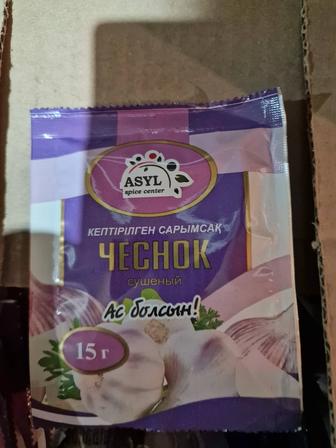 ASYL
spice center
КЕПТІРІЛГЕН САРЫМСАҚ
ЧЕСНОК
сушеный
Ас болсын!
15 г